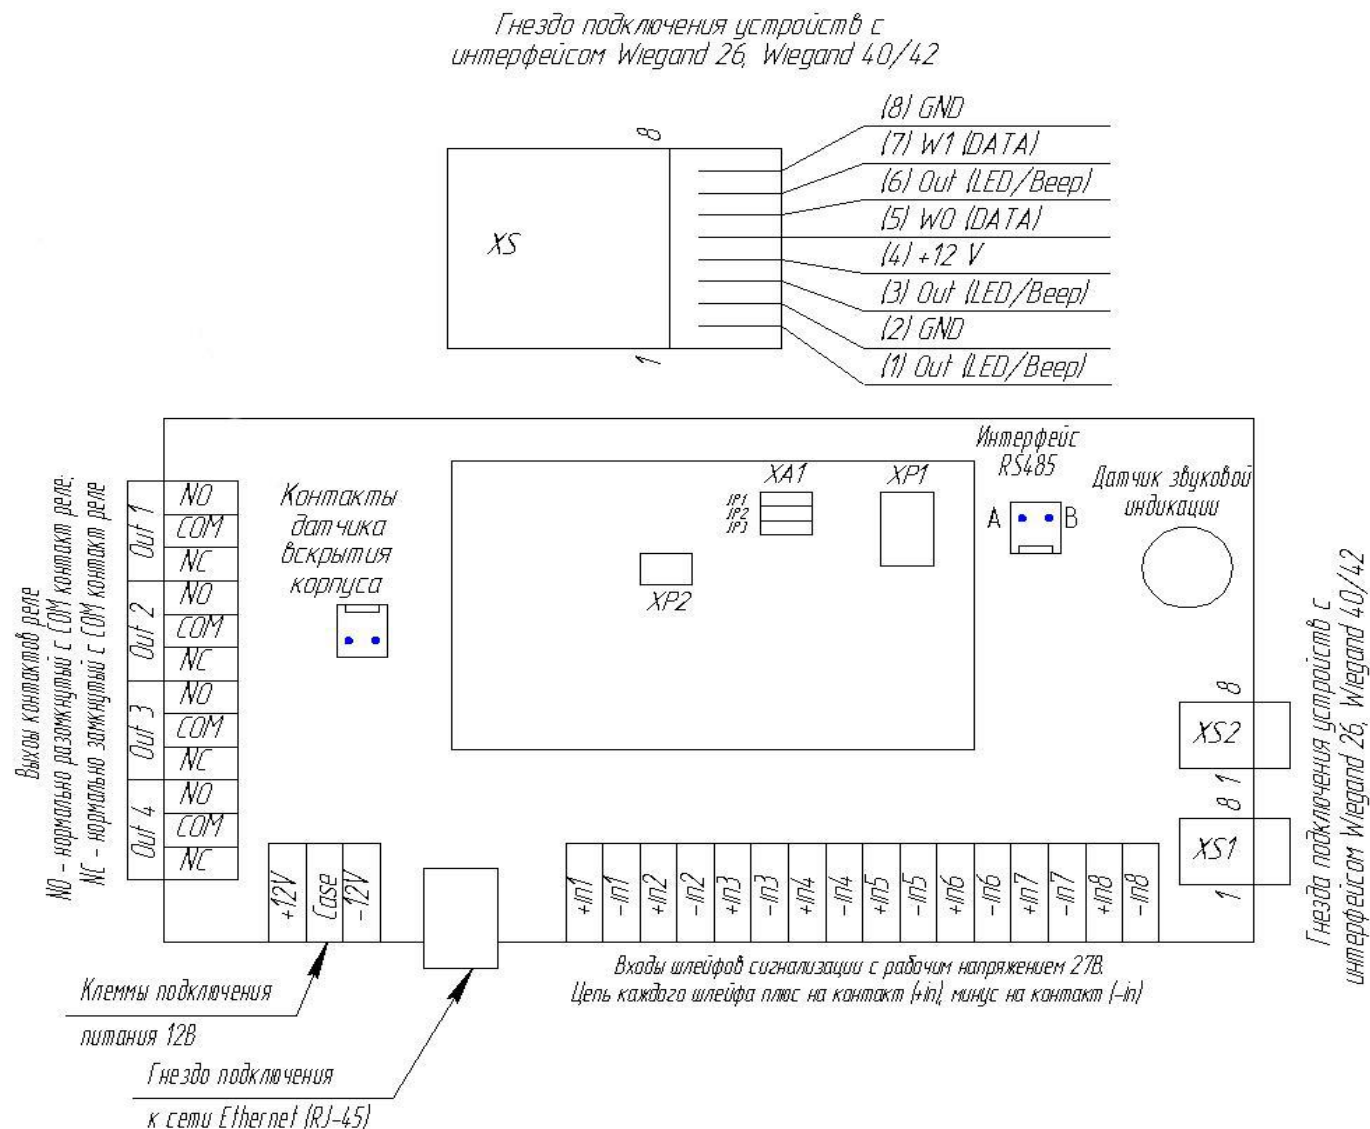 Гнездо подключения устройств с
интерфейсом Wiegand 26, Wiegand 40/42
8
XS
1
(8) GND
(7) W1 (DATA)
(6) Out (LED/Beep)
(5) W0 (DATA)
(4) +12 V
(3) Out (LED/Beep)
(2) GND
(1) Out (LED/Beep)
Выхоы контактов реле
NO - нормально разомкнутый с COM контакт реле;
NC - нормально замкнутый с COM контакт реле
Out 1
NO
COM
NC
Out 2
NO
COM
NC
Out 3
NO
COM
NC
Out 4
NO
COM
NC
Контакты
датчика
вскрытия
корпуса
XA1
JP1
JP2
JP3
XP1
XP2
Интерфейс
RS485
A
B
Датчик звуковой
индикации
8
XS2
1
8
XS1
1
Гнезда подключения устройств с
интерфейсом Wiegand 26, Wiegand 40/42
+12V
Case
-12V
+in1
-in1
+in2
-in2
+in3
-in3
+in4
-in4
+in5
-in5
+in6
-in6
+in7
-in7
+in8
-in8
Входы шлейфов сигнализации с рабочим напряжением 27В.
Цепь каждого шлейфа плюс на контакт (+in), минус на контакт (-in)
Клеммы подключения
питания 12В
Гнездо подключения
к сети Ethernet (RJ-45)